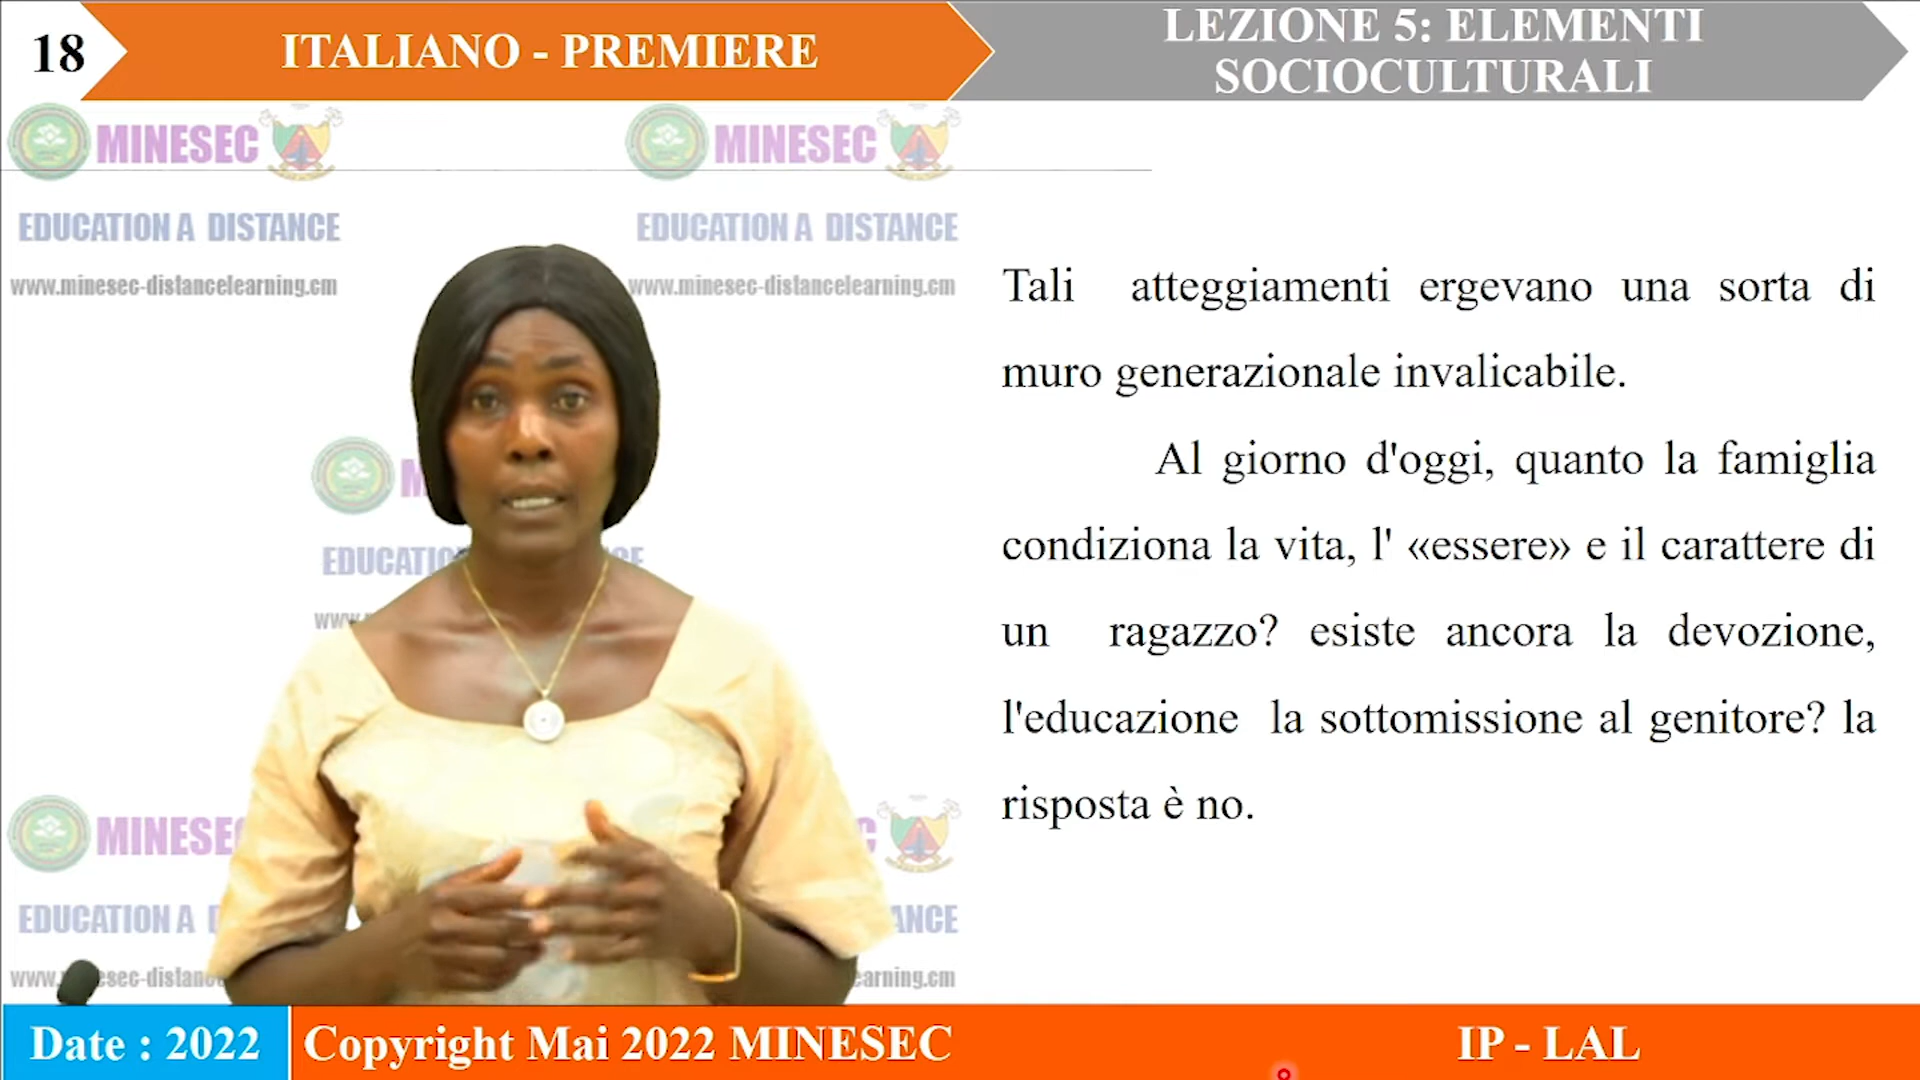 18
ITALIANO - PREMIERE
LEZIONE 5: ELEMENTI
SOCIOCULTURALI
MINESEC
MINESEC
EDUCATION A DISTANCE
EDUCATION A DISTANCE
www.minesec-distancelearning.cm
www.minesec-distancelearning.cm
Tali atteggiamenti ergevano una sorta di
muro generazionale invalicabile.
Al giorno d'oggi, quanto la famiglia
condiziona la vita, l' «essere» e il carattere di
un ragazzo? esiste ancora la devozione,
l'educazione la sottomissione al genitore? la
risposta è no.
Date : 2022
Copyright Mai 2022 MINESEC
IP - LAL